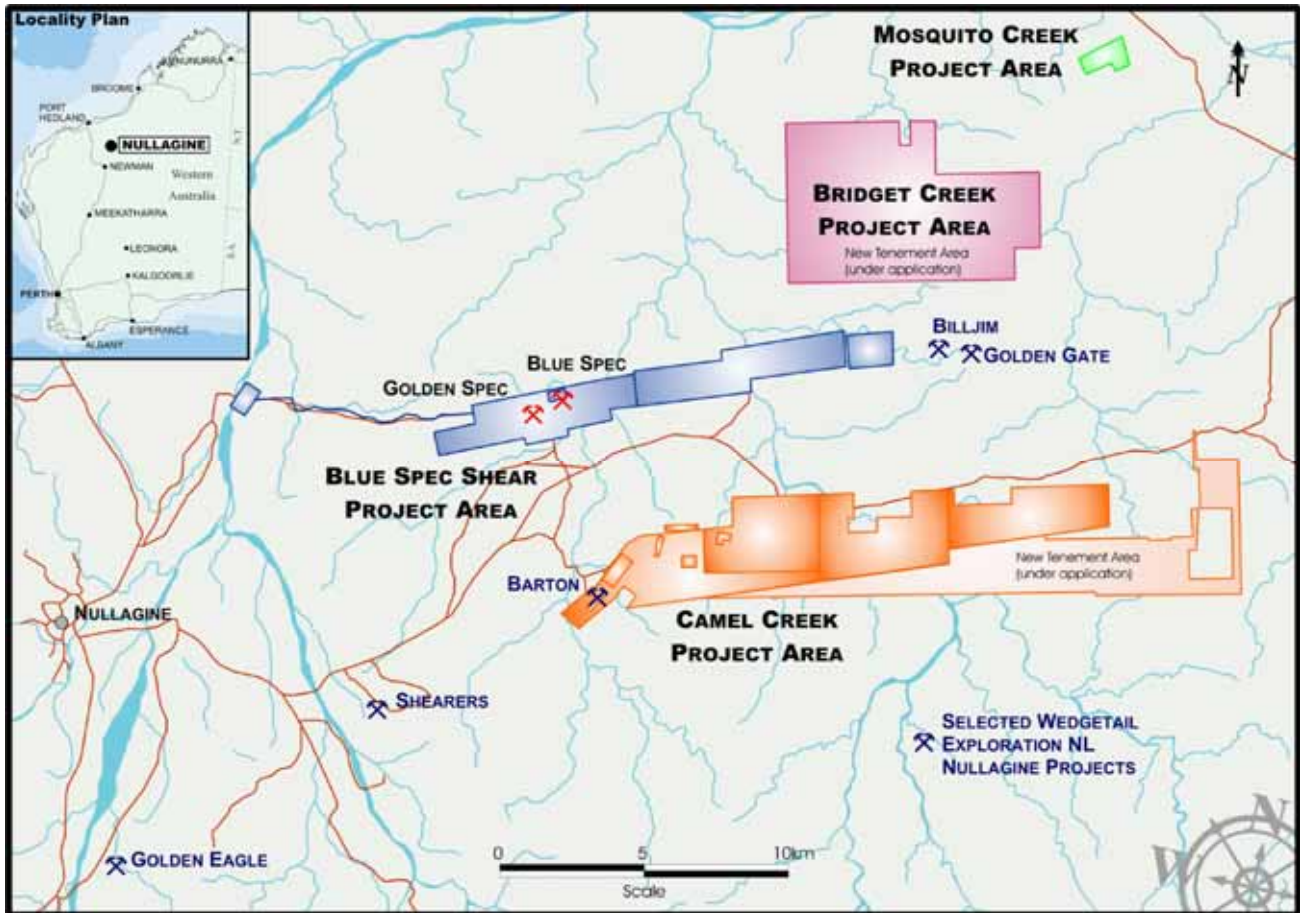 Locality Plan
KUNUNURRA
BROOME
PORT
HEDLAND
NULLAGINE
N.T
NEWMAN
Western
Australia
MEEKATHARRA
LEONORA
S.A
KALGOORLIE
PERTH
ESPERANCE
ALBANY
MOSQUITO CREEK
PROJECT AREA
N
BRIDGET CREEK
PROJECT AREA
New Tenement Area
(under application)
BILLJIM
GOLDEN GATE
BLUE SPEC
GOLDEN SPEC
BLUE SPEC SHEAR
PROJECT AREA
New Tenement Area
(under application)
BARTON
NULLAGINE
CAMEL CREEK
PROJECT AREA
SHEARERS
SELECTED WEDGETAIL
EXPLORATION NL
NULLAGINE PROJECTS
GOLDEN EAGLE
0 5 10km
Scale
N
W